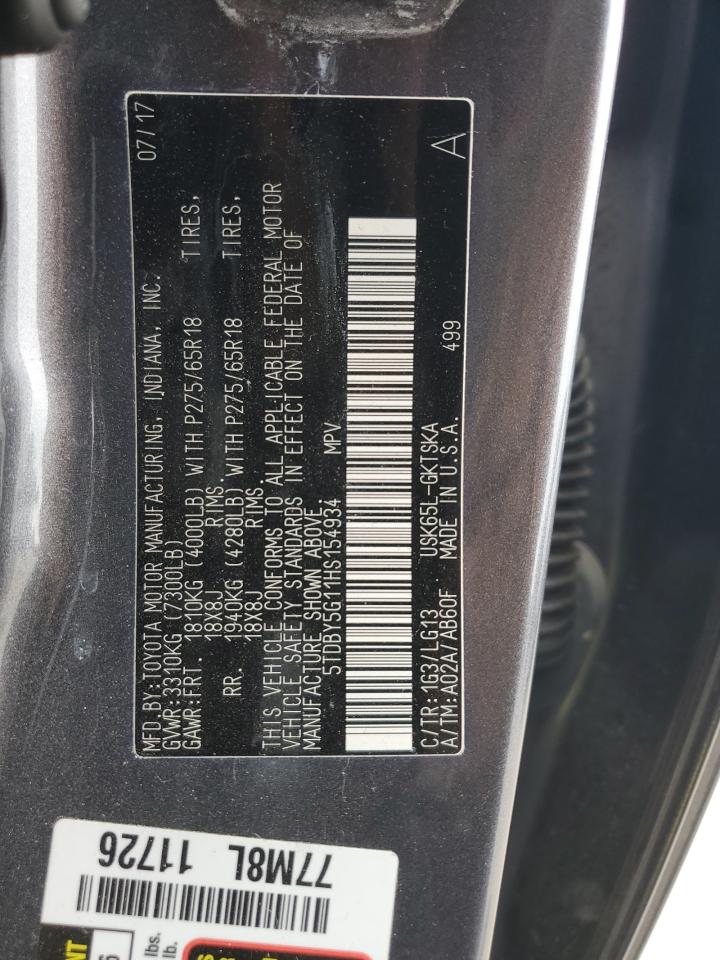 MFD.BY:TOYOTA MOTOR MANUFACTURING, INDIANA, INC. 07/17
GVWR:3310KG (7300LB)
GAWR:FRT. 1810KG (4000LB) WITH P275/65R18 TIRES,
18X8J RIMS.
RR. 1940KG (4280LB) WITH P275/65R18 TIRES,
18X8J RIMS.
THIS VEHICLE CONFORMS TO ALL APPLICABLE FEDERAL MOTOR
VEHICLE SAFETY STANDARDS IN EFFECT ON THE DATE OF
MANUFACTURE SHOWN ABOVE.
5TDBY5G11HS154934 MPV
C/TR:1G3/LG13 USK65L-GKTSKA 499 A
A/TM:A02A/AB60F MADE IN U.S.A.
77M8L 11726
lbs.
lb.